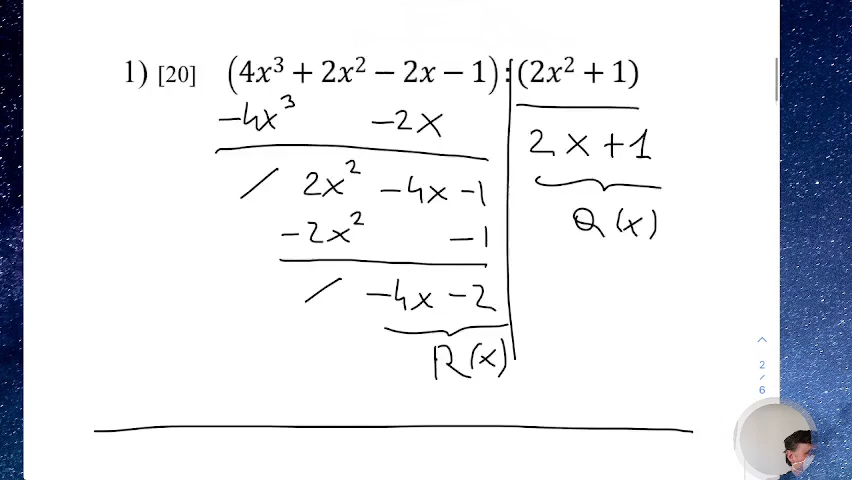 1) [20] (4x³ + 2x² − 2x − 1) : (2x² + 1)
−4x³ −2x
2x + 1
/ 2x² −4x −1
Q(x)
−2x² −1
/ −4x −2
R(x)
2
/
6